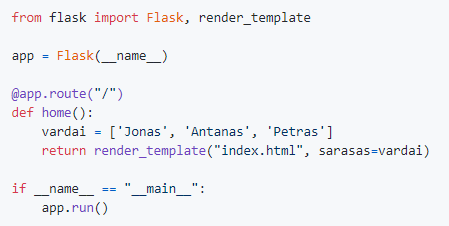 from flask import Flask, render_template

app = Flask(__name__)

@app.route("/")
def home():
    vardai = ['Jonas', 'Antanas', 'Petras']
    return render_template("index.html", sarasas=vardai)

if __name__ == "__main__":
    app.run()